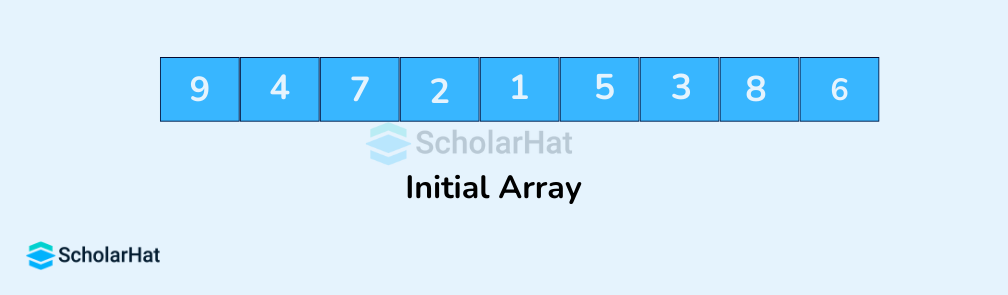 9 4 7 2 1 5 3 8 6
ScholarHat
Initial Array
ScholarHat